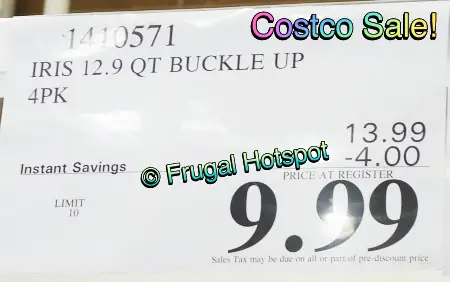 Costco Sale!
1410571
IRIS 12.9 QT BUCKLE UP
4PK
13.99
Instant Savings -4.00
© Frugal Hotspot
PRICE AT REGISTER
LIMIT
10
9.99
Sales Tax may be due on all or part of pre-discount price